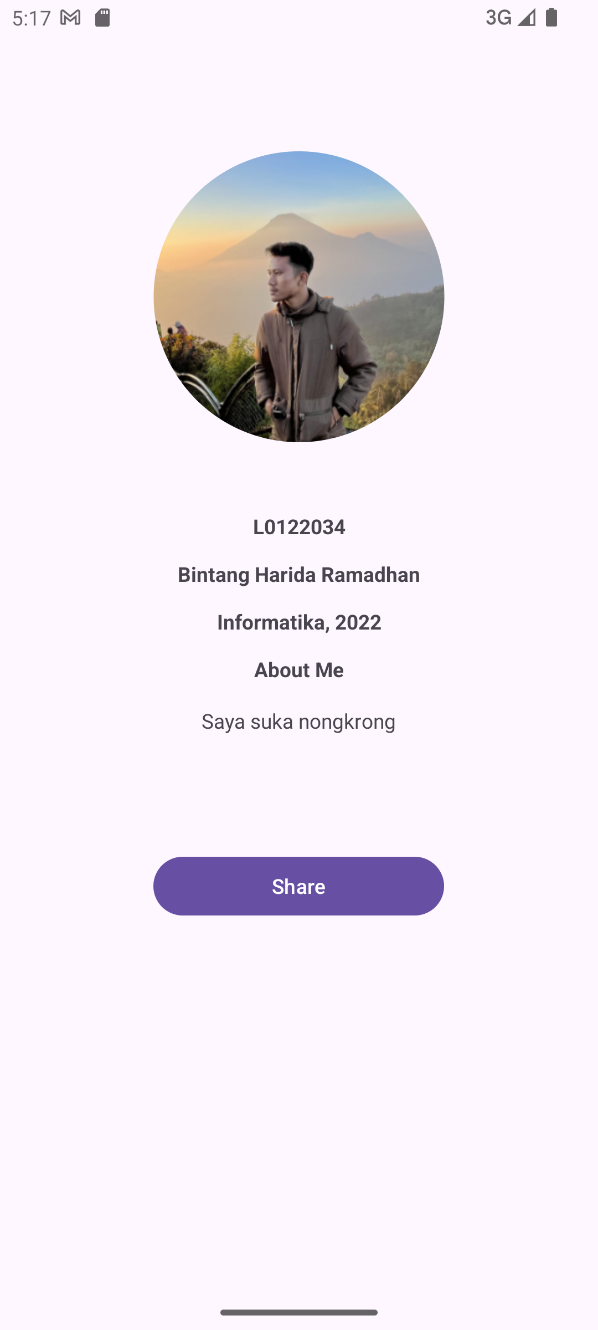 5:17
3G
L0122034
Bintang Harida Ramadhan
Informatika, 2022
About Me
Saya suka nongkrong
Share